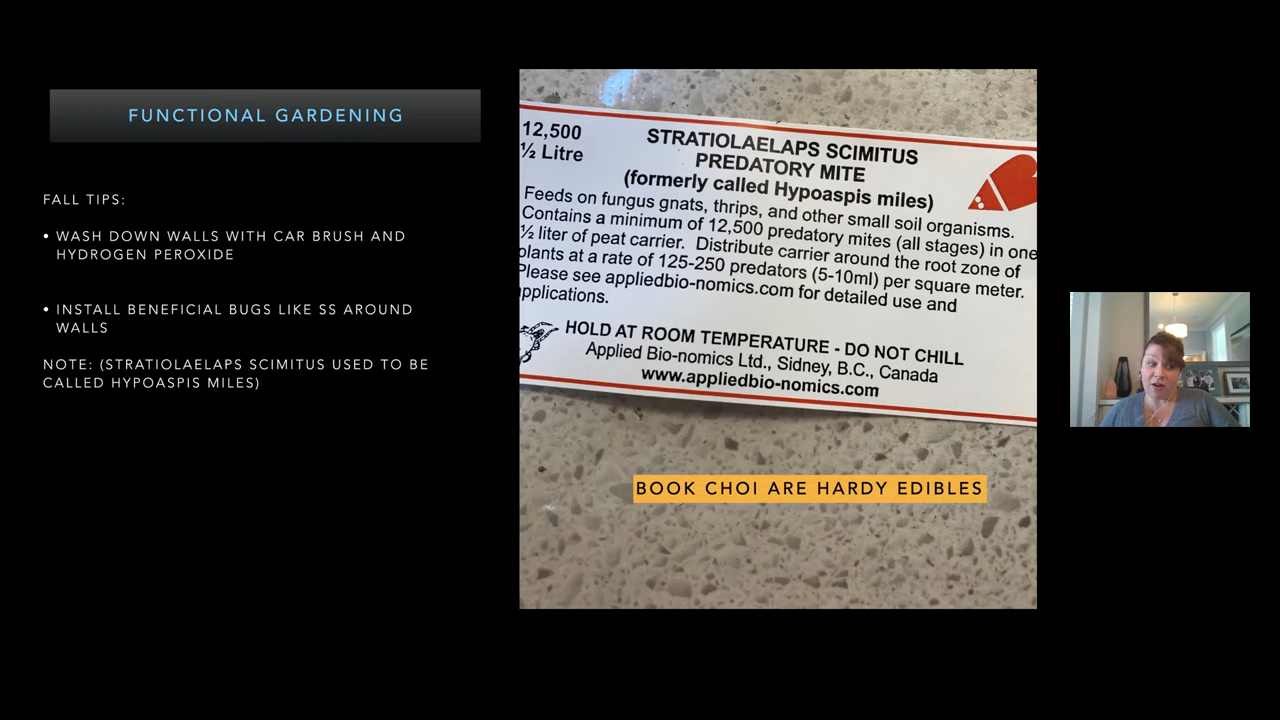 FUNCTIONAL GARDENING
FALL TIPS:
• WASH DOWN WALLS WITH CAR BRUSH AND
HYDROGEN PEROXIDE
• INSTALL BENEFICIAL BUGS LIKE SS AROUND
WALLS
NOTE: (STRATIOLAELAPS SCIMITUS USED TO BE
CALLED HYPOASPIS MILES)
12,500
½ Litre
STRATIOLAELAPS SCIMITUS
PREDATORY MITE
(formerly called Hypoaspis miles)
Feeds on fungus gnats, thrips, and other small soil organisms.
Contains a minimum of 12,500 predatory mites (all stages) in one
½ liter of peat carrier. Distribute carrier around the root zone of
plants at a rate of 125-250 predators (5-10ml) per square meter.
Please see appliedbio-nomics.com for detailed use and
applications.
HOLD AT ROOM TEMPERATURE - DO NOT CHILL
Applied Bio-nomics Ltd., Sidney, B.C., Canada
www.appliedbio-nomics.com
BOOK CHOI ARE HARDY EDIBLES